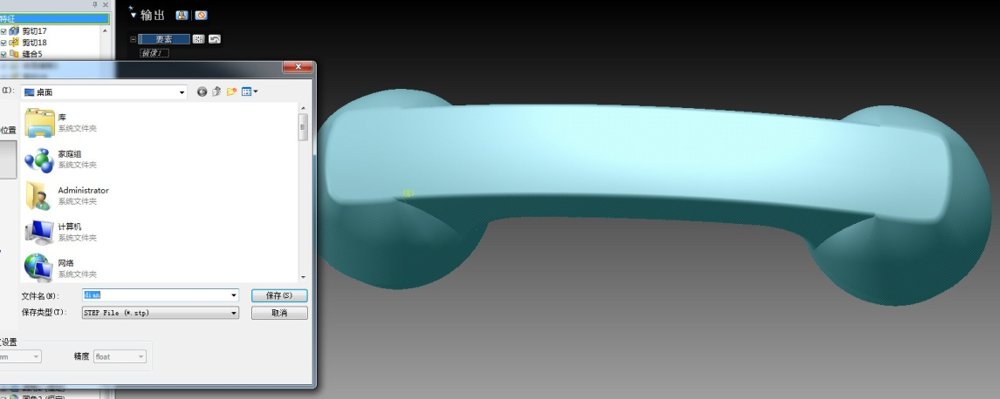 特征
输出
剪切17
剪切18
要素
缝合5
镜像1
(I):
桌面
库
系统文件夹
位置
家庭组
系统文件夹
Administrator
系统文件夹
计算机
系统文件夹
网络
系统文件夹
文件名(N):
dian
保存(S)
保存类型(T):
STEP File (*.stp)
取消
设置
mm
精度
float